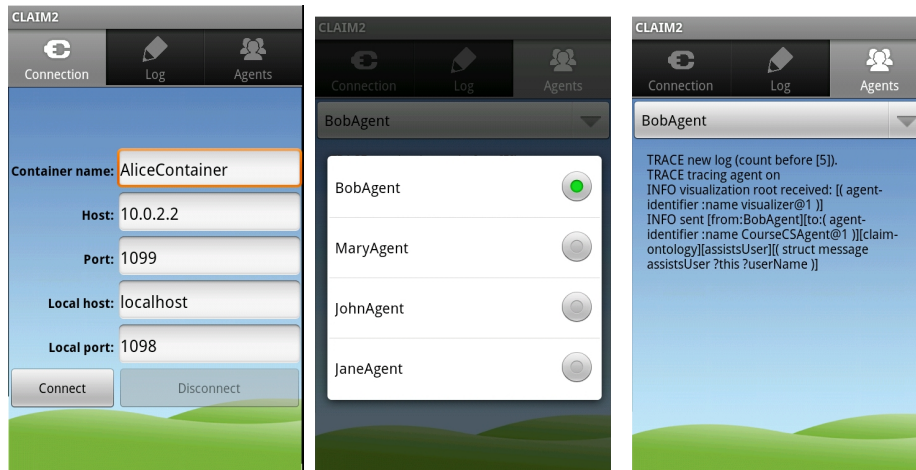 CLAIM2
Connection
Log
Agents
Container name:
AliceContainer
Host:
10.0.2.2
Port:
1099
Local host:
localhost
Local port:
1098
Connect
Disconnect
CLAIM2
Connection
Log
Agents
BobAgent
BobAgent
MaryAgent
JohnAgent
JaneAgent
CLAIM2
Connection
Log
Agents
BobAgent
TRACE new log (count before [5]).
TRACE tracing agent on
INFO visualization root received: [( agent-
identifier :name visualizer@1 )]
INFO sent [from:BobAgent][to:( agent-
identifier :name CourseCSAgent@1 )][claim-
ontology][assistsUser][( struct message
assistsUser ?this ?userName )]